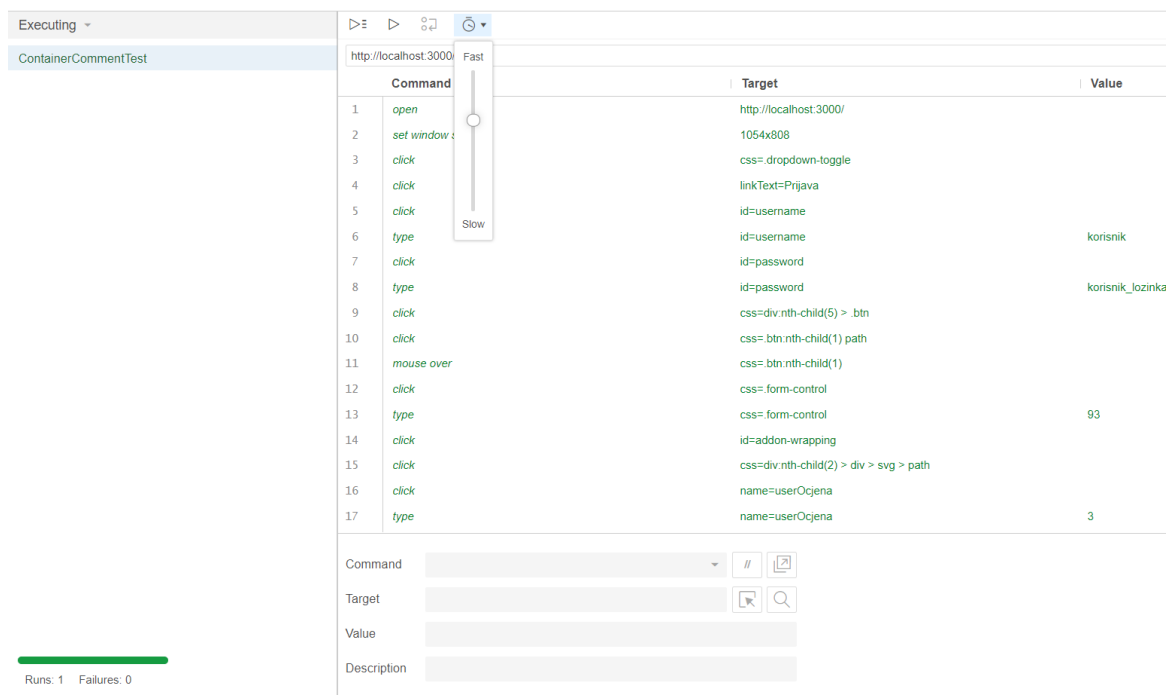 Executing
ContainerCommentTest
http://localhost:3000/
Fast
Slow
Command Target Value
1 open http://localhost:3000/
2 set window s 1054x808
3 click css=.dropdown-toggle
4 click linkText=Prijava
5 click id=username
6 type id=username korisnik
7 click id=password
8 type id=password korisnik_lozinka
9 click css=div:nth-child(5) > .btn
10 click css=.btn:nth-child(1) path
11 mouse over css=.btn:nth-child(1)
12 click css=.form-control
13 type css=.form-control 93
14 click id=addon-wrapping
15 click css=div:nth-child(2) > div > svg > path
16 click name=userOcjena
17 type name=userOcjena 3
Command //
Target
Value
Description
Runs: 1 Failures: 0